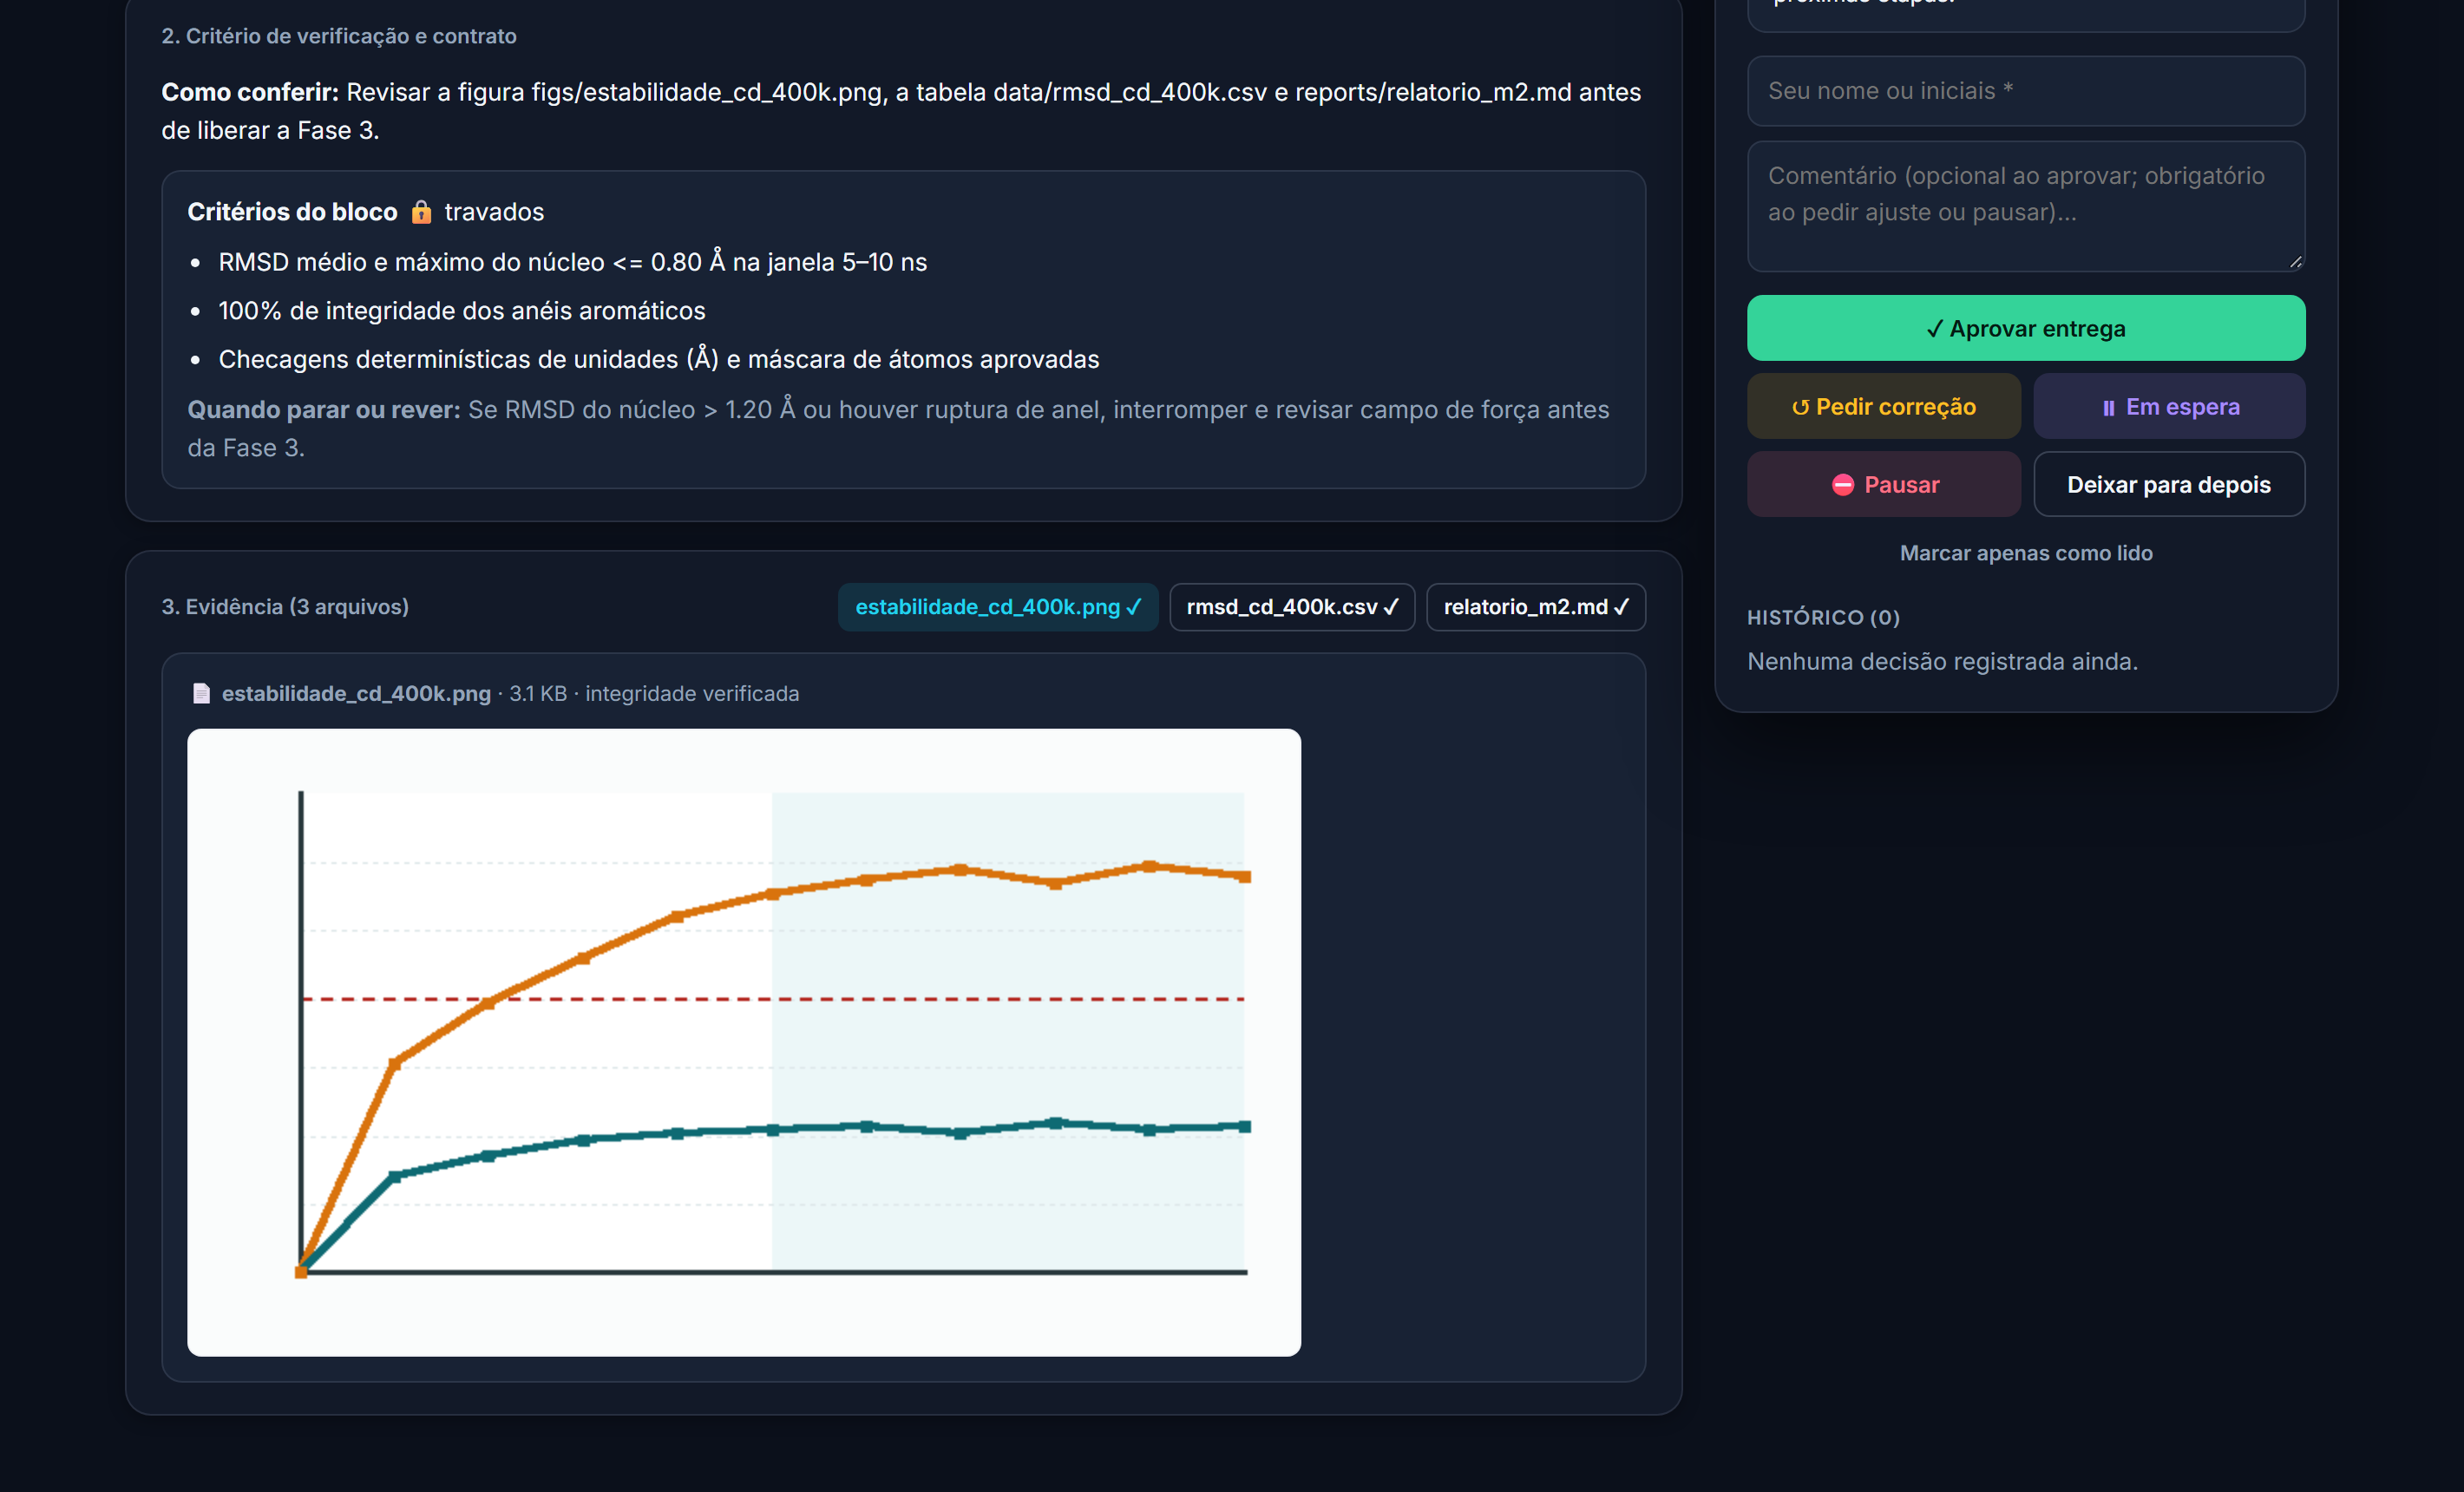 2. Critério de verificação e contrato
Como conferir: Revisar a figura figs/estabilidade_cd_400k.png, a tabela data/rmsd_cd_400k.csv e reports/relatorio_m2.md antes
de liberar a Fase 3.
Critérios do bloco 🔒 travados
• RMSD médio e máximo do núcleo <= 0.80 Å na janela 5–10 ns
• 100% de integridade dos anéis aromáticos
• Checagens determinísticas de unidades (Å) e máscara de átomos aprovadas
Quando parar ou rever: Se RMSD do núcleo > 1.20 Å ou houver ruptura de anel, interromper e revisar campo de força antes
da Fase 3.
3. Evidência (3 arquivos)
estabilidade_cd_400k.png ✓
rmsd_cd_400k.csv ✓
relatorio_m2.md ✓
estabilidade_cd_400k.png · 3.1 KB · integridade verificada
Seu nome ou iniciais *
Comentário (opcional ao aprovar; obrigatório
ao pedir ajuste ou pausar)...
✓ Aprovar entrega
↺ Pedir correção
⏸ Em espera
⛔ Pausar
Deixar para depois
Marcar apenas como lido
HISTÓRICO (0)
Nenhuma decisão registrada ainda.